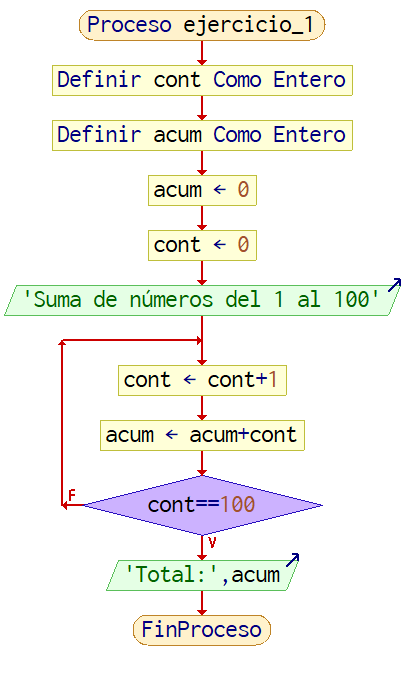 Proceso ejercicio_1
Definir cont Como Entero
Definir acum Como Entero
acum ← 0
cont ← 0
'Suma de números del 1 al 100'
cont ← cont+1
acum ← acum+cont
cont==100
F
V
'Total:',acum
FinProceso